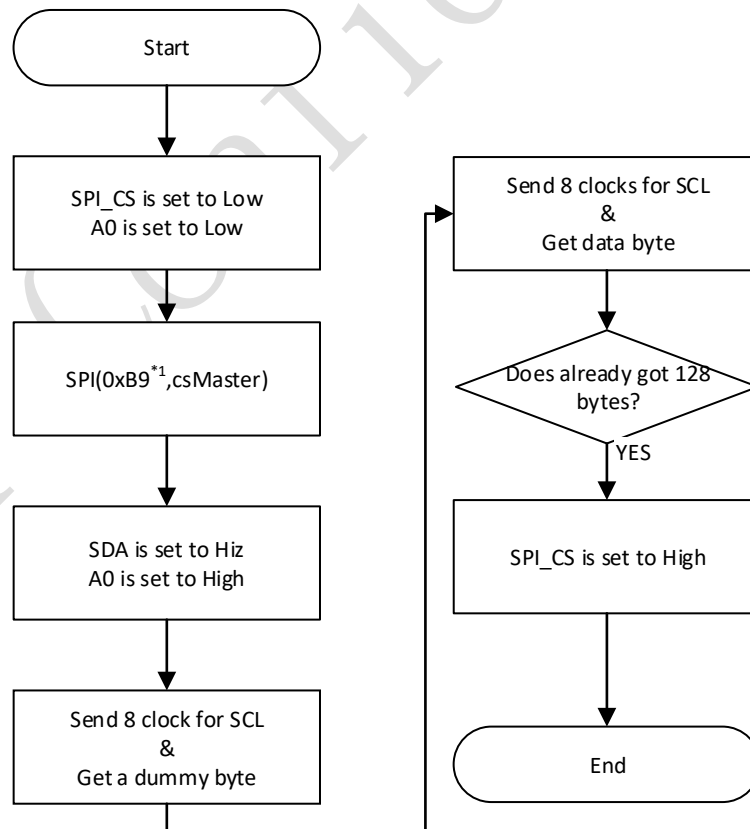 Start
SPI_CS is set to Low
A0 is set to Low
SPI(0xB9*1,csMaster)
SDA is set to Hiz
A0 is set to High
Send 8 clock for SCL
&
Get a dummy byte
Send 8 clocks for SCL
&
Get data byte
Does already got 128
bytes?
YES
SPI_CS is set to High
End